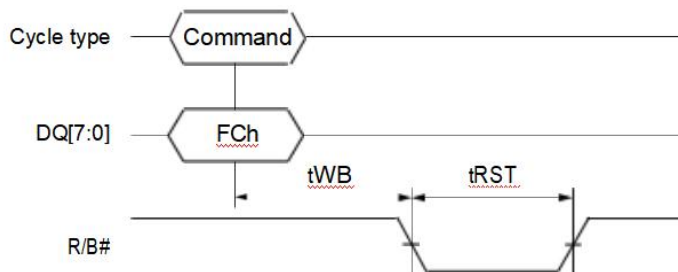 Cycle type
Command
DQ[7:0]
FCh
tWB
tRST
R/B#